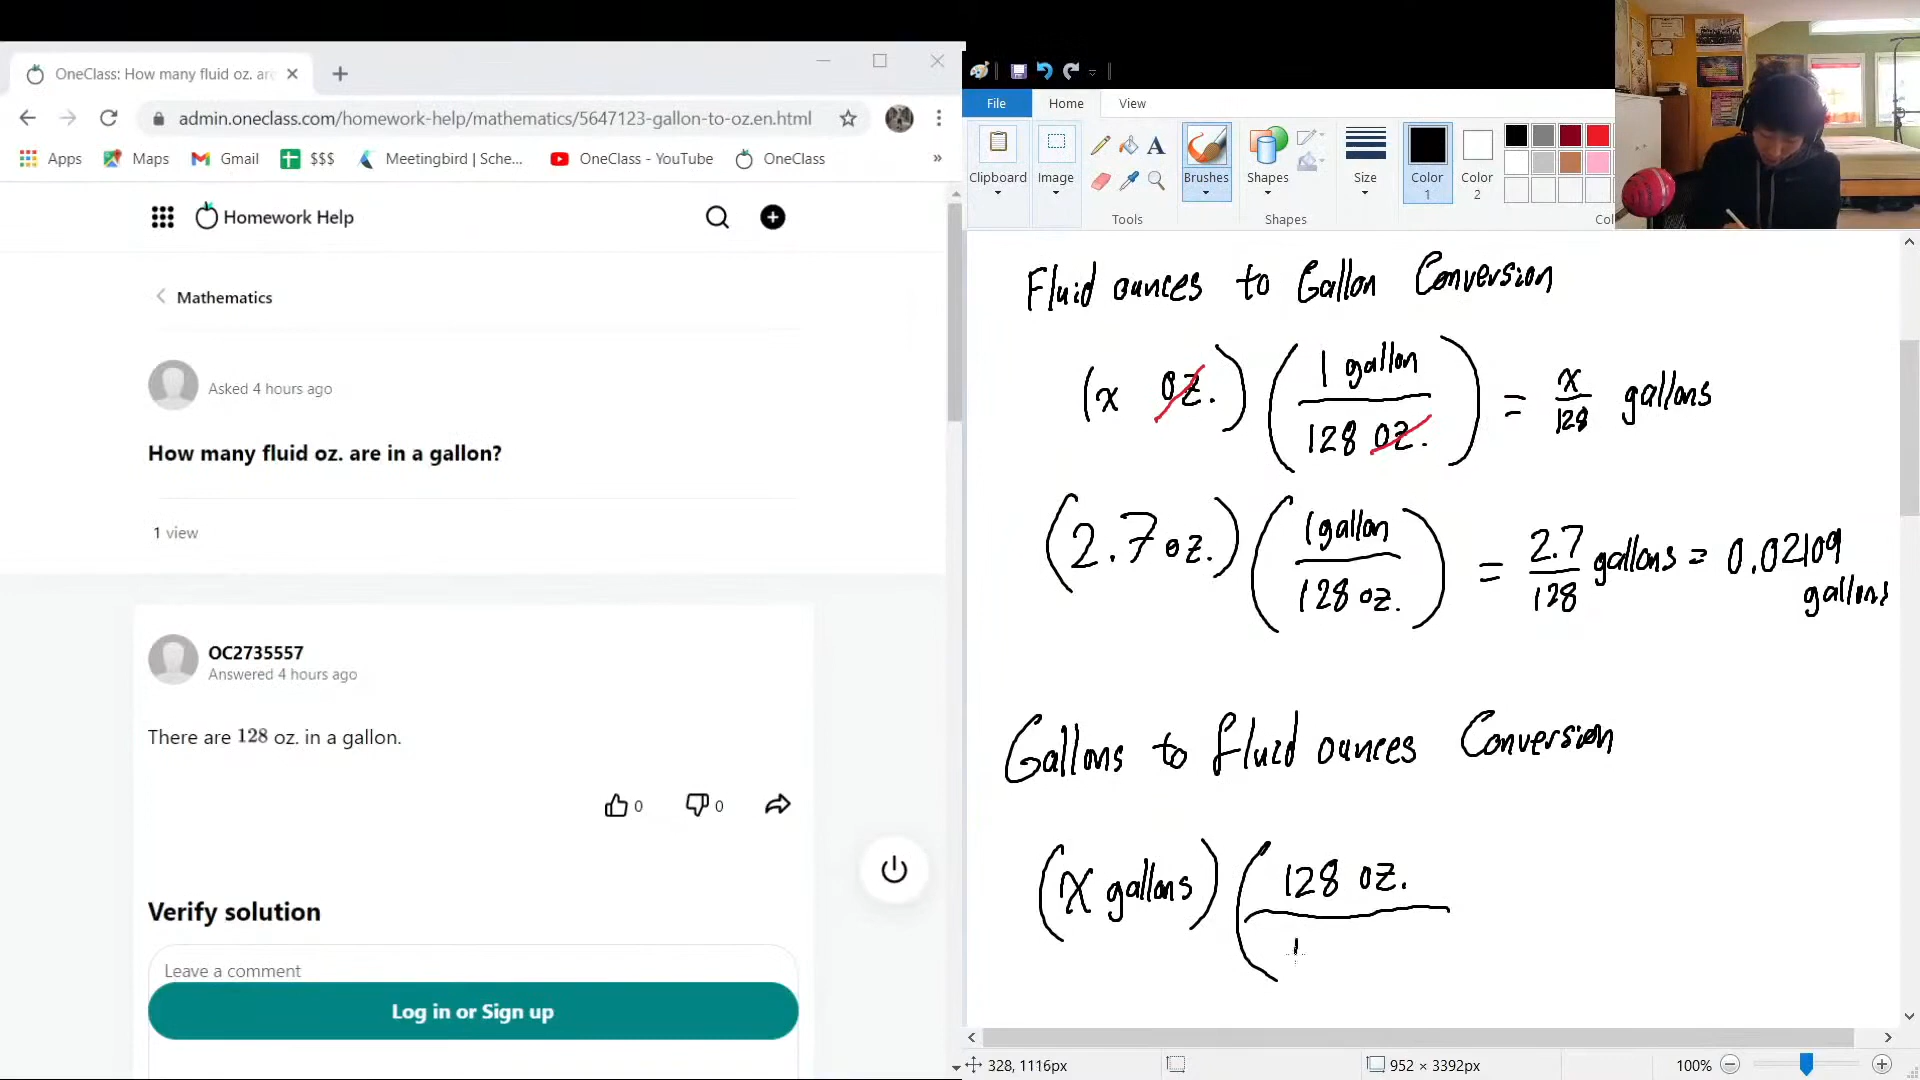 OneClass: How many fluid oz. are
admin.oneclass.com/homework-help/mathematics/5647123-gallon-to-oz.en.html
Apps Maps Gmail $$$ Meetingbird | Sche... OneClass - YouTube OneClass »
Homework Help
Mathematics
Asked 4 hours ago
How many fluid oz. are in a gallon?
1 view
OC2735557
Answered 4 hours ago
There are 128 oz. in a gallon.
0 0
Verify solution
Leave a comment
Log in or Sign up
File Home View
Clipboard Image Brushes Shapes Size Color 1 Color 2
Tools Shapes
Fluid ounces to Gallon Conversion
(x oz.) (1 gallon / 128 oz.) = x/128 gallons
(2.7 oz.) (1 gallon / 128 oz.) = 2.7/128 gallons = 0.02109 gallons
Gallons to fluid ounces Conversion
(x gallons) (128 oz. / 1
328, 1116px 952 × 3392px 100%